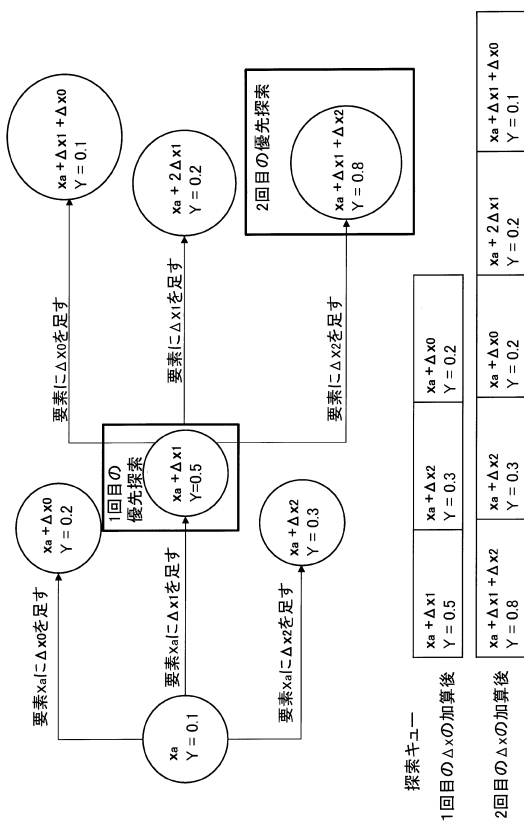 xa
Y = 0.1
要素xaにΔx0を足す
要素xaにΔx1を足す
要素xaにΔx2を足す
xa + Δx0
Y = 0.2
1回目の
優先探索
xa + Δx1
Y=0.5
xa + Δx2
Y = 0.3
要素にΔx0を足す
要素にΔx1を足す
要素にΔx2を足す
xa + Δx1 + Δx0
Y = 0.1
xa + 2Δx1
Y = 0.2
2回目の優先探索
xa + Δx1 + Δx2
Y = 0.8
探索キュー
1回目のΔxの加算後
xa + Δx1
Y = 0.5
xa + Δx2
Y = 0.3
xa + Δx0
Y = 0.2
2回目のΔxの加算後
xa + Δx1 + Δx2
Y = 0.8
xa + Δx2
Y = 0.3
xa + Δx0
Y = 0.2
xa + 2Δx1
Y = 0.2
xa + Δx1 + Δx0
Y = 0.1